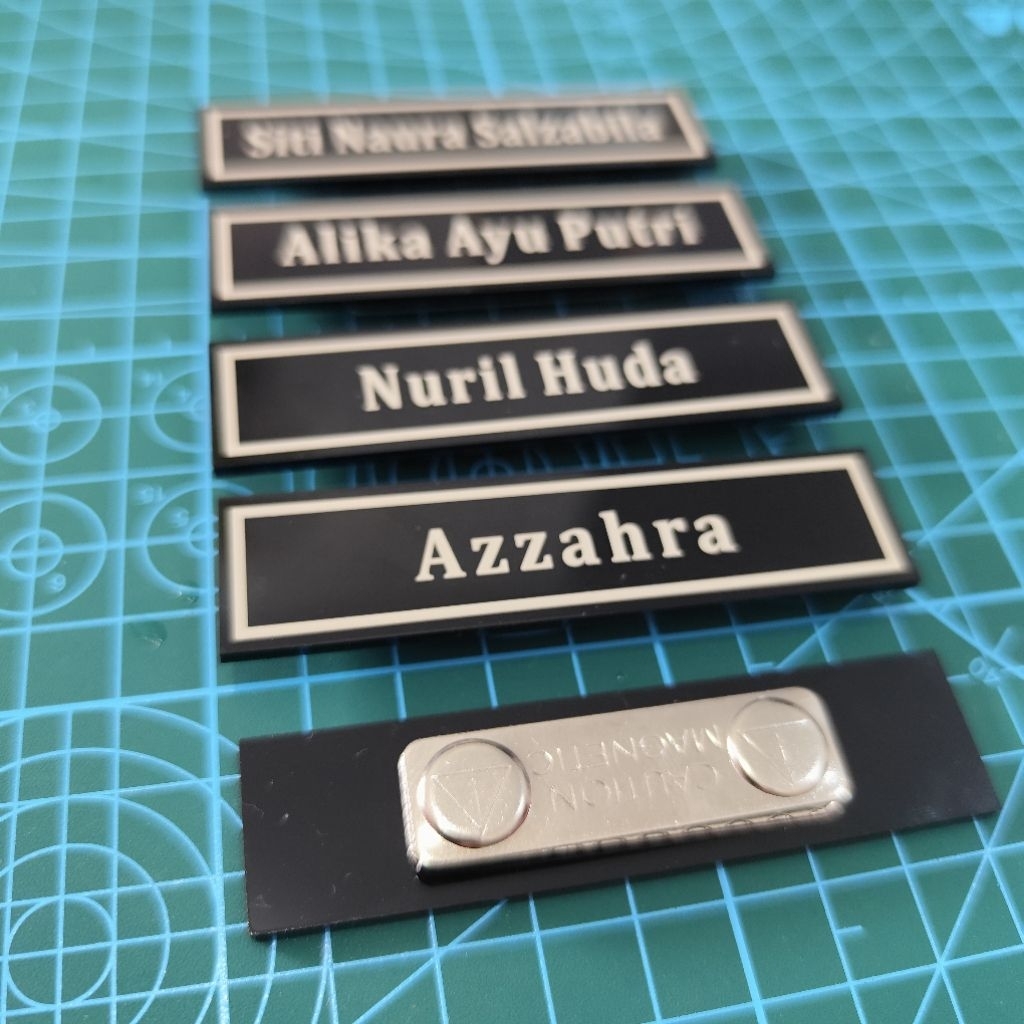 Siti Naura Salzabila
Alika Ayu Putri
Nuril Huda
Azzahra
CAUTION
MAGNETIC